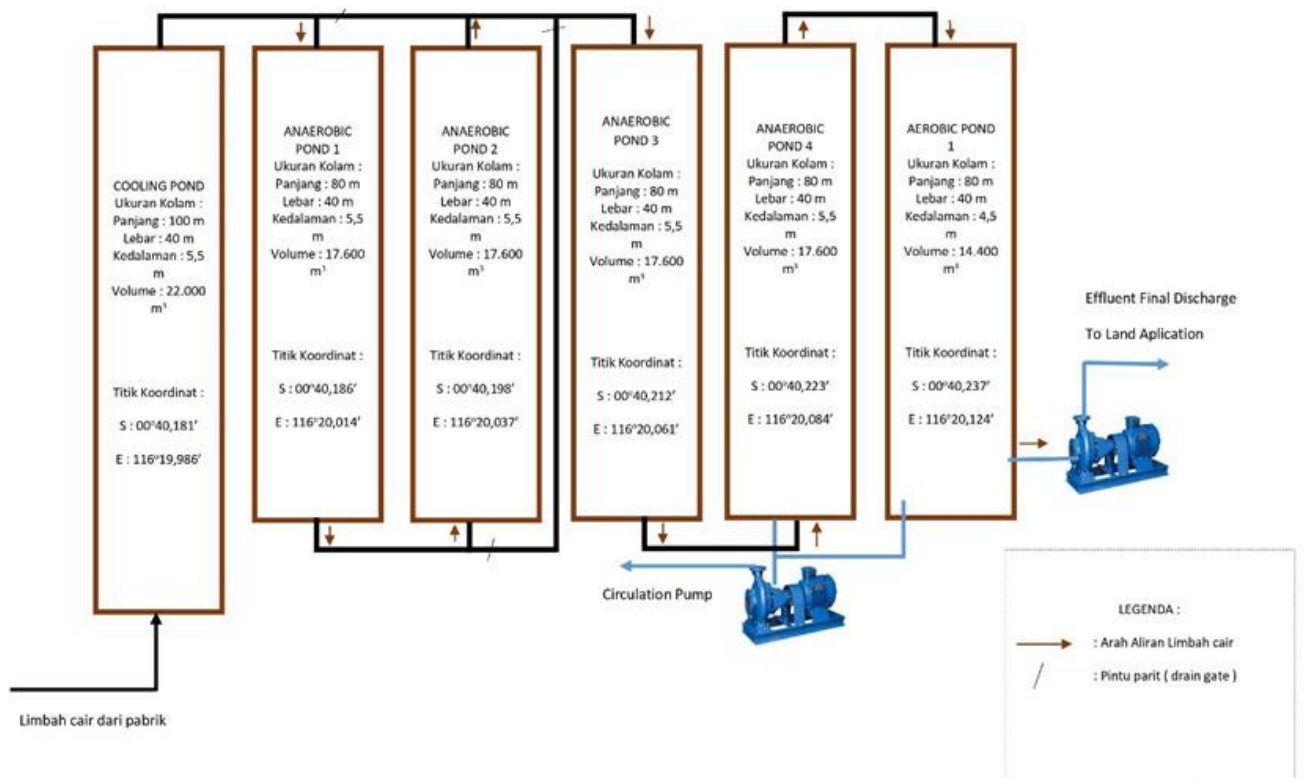 COOLING POND
Ukuran Kolam :
Panjang : 100 m
Lebar : 40 m
Kedalaman : 5,5
m
Volume : 22.000
m³
Titik Koordinat :
S : 00°40,181'
E : 116°19,986'
ANAEROBIC
POND 1
Ukuran Kolam :
Panjang : 80 m
Lebar : 40 m
Kedalaman : 5,5
m
Volume : 17.600
m³
Titik Koordinat :
S : 00°40,186'
E : 116°20,014'
ANAEROBIC
POND 2
Ukuran Kolam :
Panjang : 80 m
Lebar : 40 m
Kedalaman : 5,5
m
Volume : 17.600
m³
Titik Koordinat :
S : 00°40,198'
E : 116°20,037'
ANAEROBIC
POND 3
Ukuran Kolam :
Panjang : 80 m
Lebar : 40 m
Kedalaman : 5,5
m
Volume : 17.600
m³
Titik Koordinat :
S : 00°40,212'
E : 116°20,061'
ANAEROBIC
POND 4
Ukuran Kolam :
Panjang : 80 m
Lebar : 40 m
Kedalaman : 5,5
m
Volume : 17.600
m³
Titik Koordinat :
S : 00°40,223'
E : 116°20,084'
AEROBIC POND
1
Ukuran Kolam :
Panjang : 80 m
Lebar : 40 m
Kedalaman : 4,5
m
Volume : 14.400
m³
Titik Koordinat :
S : 00°40,237'
E : 116°20,124'
Effluent Final Discharge
To Land Aplication
Circulation Pump
Limbah cair dari pabrik
LEGENDA :
: Arah Aliran Limbah cair
: Pintu parit ( drain gate )